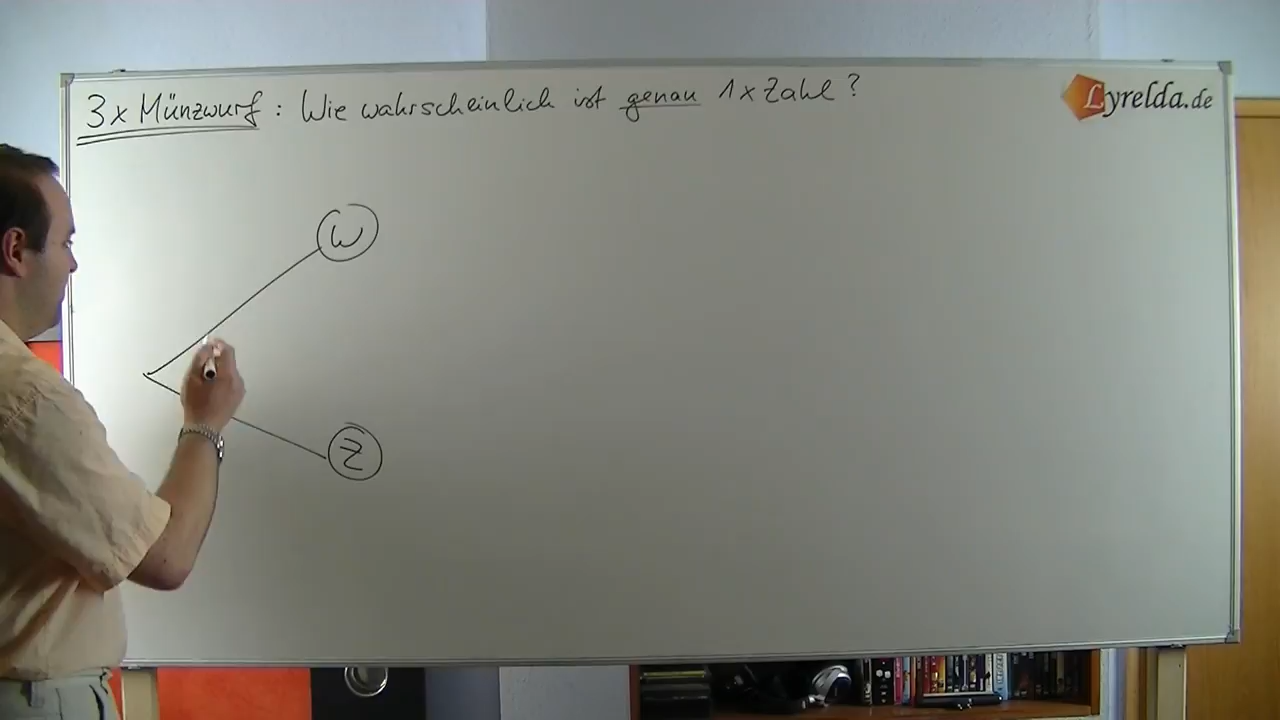 3x Münzwurf : Wie wahrscheinlich ist genau 1x Zahl ?
Lyrelda.de
W
Z